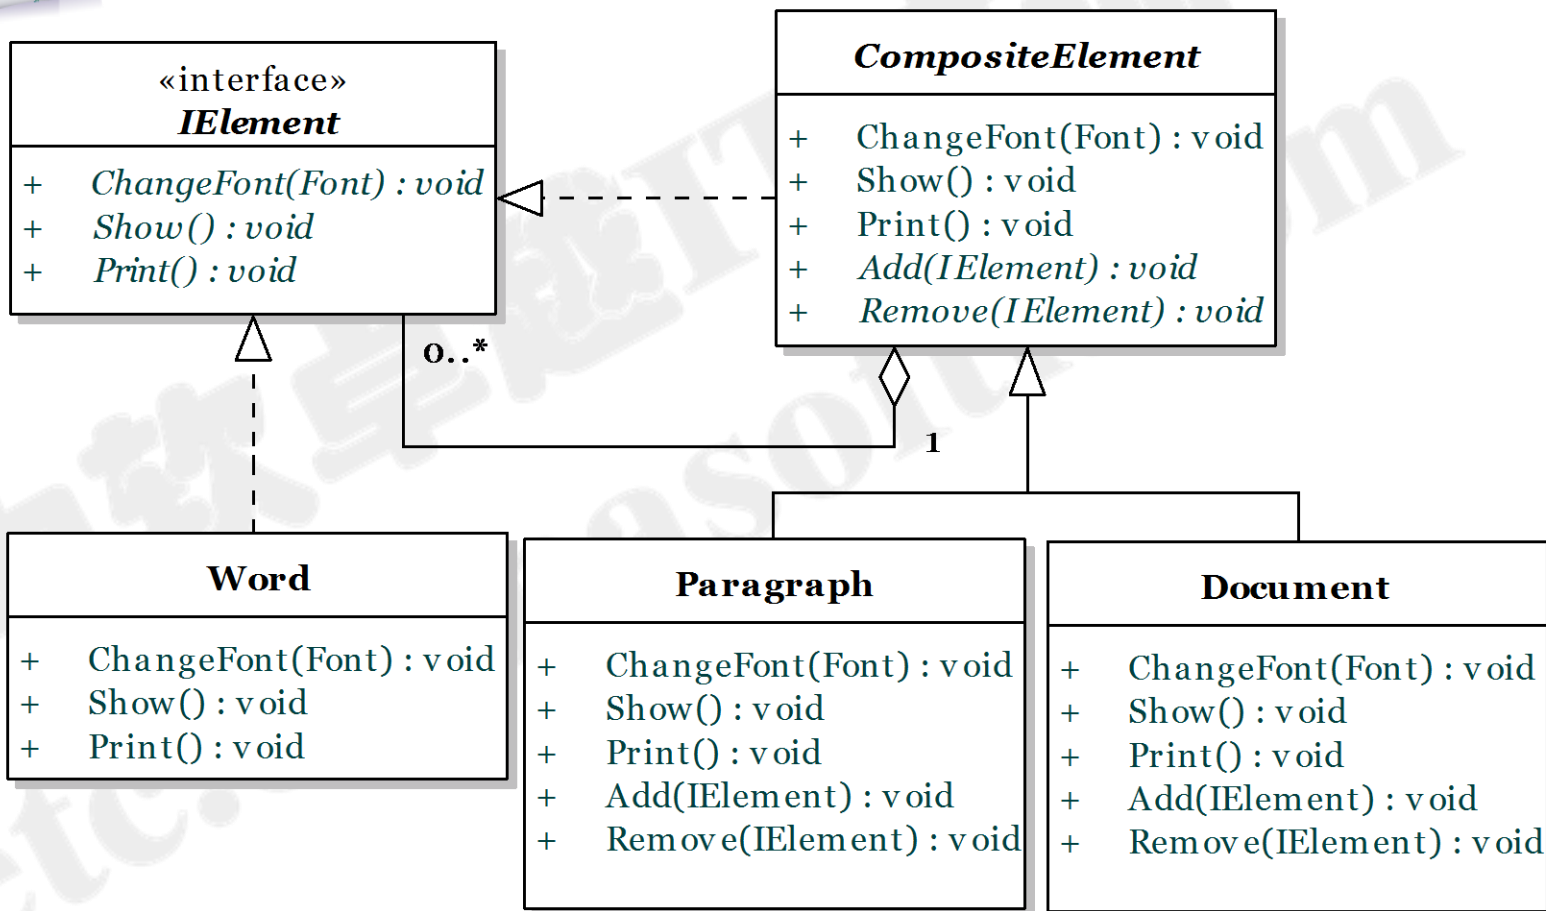 «interface»
IElement
+ ChangeFont(Font) : void
+ Show() : void
+ Print() : void
CompositeElement
+ ChangeFont(Font) : void
+ Show() : void
+ Print() : void
+ Add(IElement) : void
+ Remove(IElement) : void
0..*
1
Word
+ ChangeFont(Font) : void
+ Show() : void
+ Print() : void
Paragraph
+ ChangeFont(Font) : void
+ Show() : void
+ Print() : void
+ Add(IElement) : void
+ Remove(IElement) : void
Document
+ ChangeFont(Font) : void
+ Show() : void
+ Print() : void
+ Add(IElement) : void
+ Remove(IElement) : void